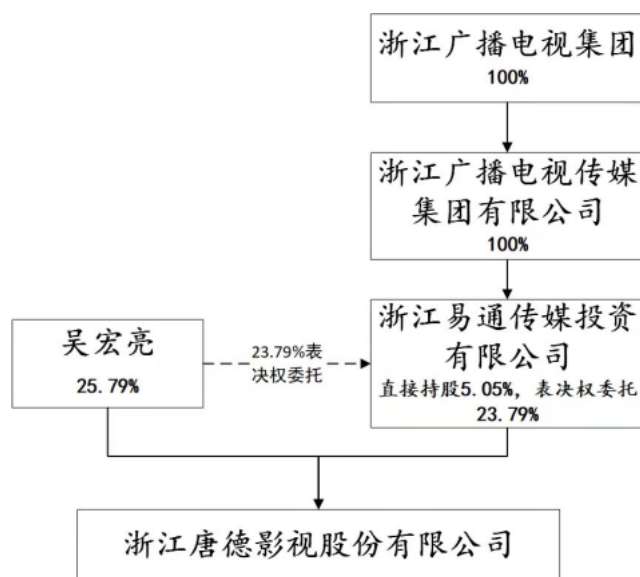 浙江广播电视集团
100%
浙江广播电视传媒
集团有限公司
100%
吴宏亮
25.79%
23.79%表
决权委托
浙江易通传媒投资
有限公司
直接持股5.05%，表决权委托
23.79%
浙江唐德影视股份有限公司